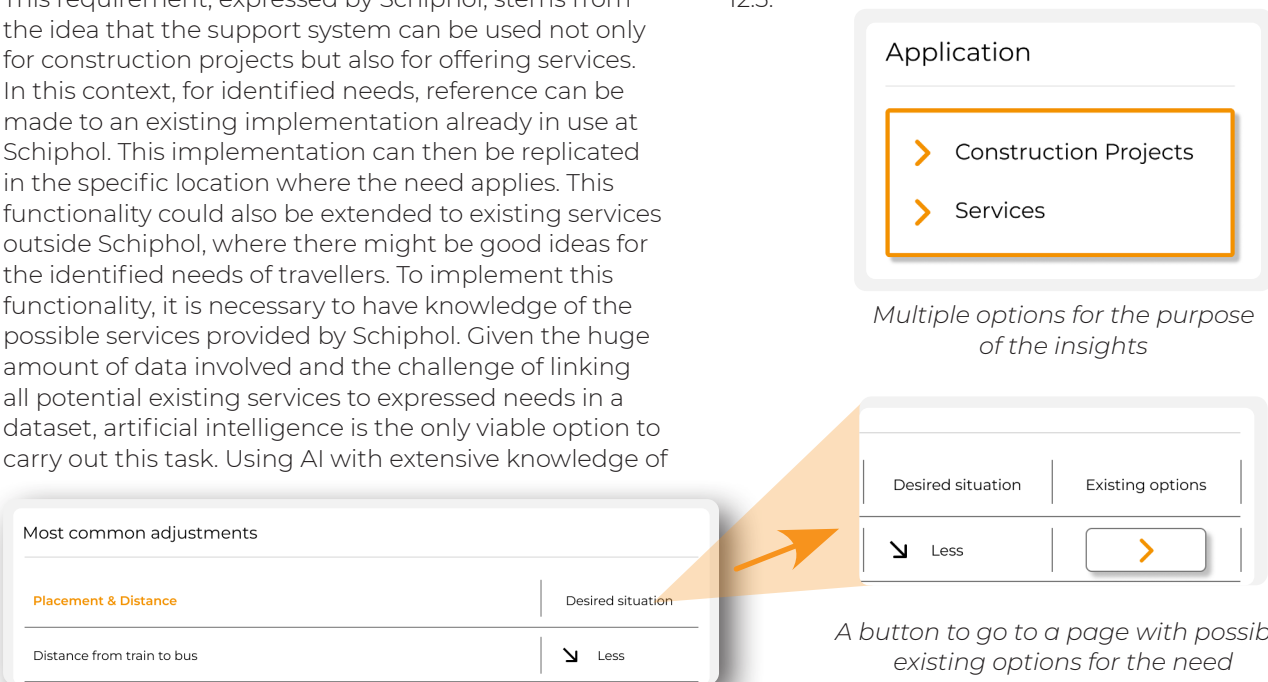 This requirement, expressed by Schiphol, stems from
the idea that the support system can be used not only
for construction projects but also for offering services.
In this context, for identified needs, reference can be
made to an existing implementation already in use at
Schiphol. This implementation can then be replicated
in the specific location where the need applies. This
functionality could also be extended to existing services
outside Schiphol, where there might be good ideas for
the identified needs of travellers. To implement this
functionality, it is necessary to have knowledge of the
possible services provided by Schiphol. Given the huge
amount of data involved and the challenge of linking
all potential existing services to expressed needs in a
dataset, artificial intelligence is the only viable option to
carry out this task. Using AI with extensive knowledge of
Most common adjustments
Placement & Distance
Desired situation
Distance from train to bus
Less
12.3.
Application
Construction Projects
Services
Multiple options for the purpose
of the insights
Desired situation
Existing options
Less
A button to go to a page with
existing options for the need